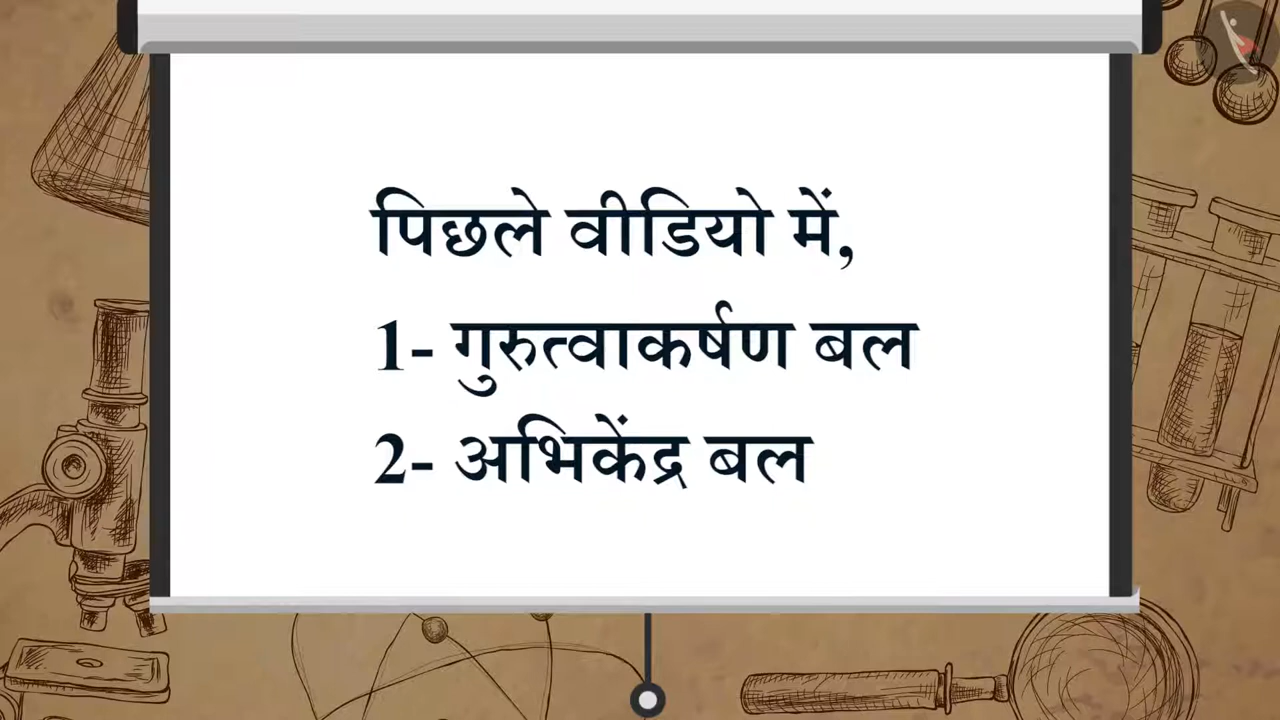 पिछले वीडियो में,
1- गुरुत्वाकर्षण बल
2- अभिकेंद्र बल